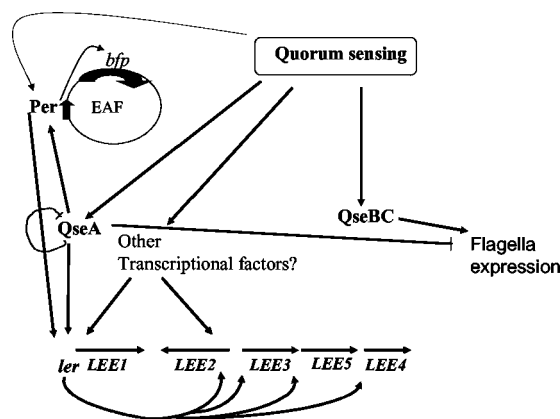 Quorum sensing
bfp
Per
EAF
QseA
QseBC
Other
Transcriptional factors?
Flagella
expression
ler LEE1 LEE2 LEE3 LEE5 LEE4